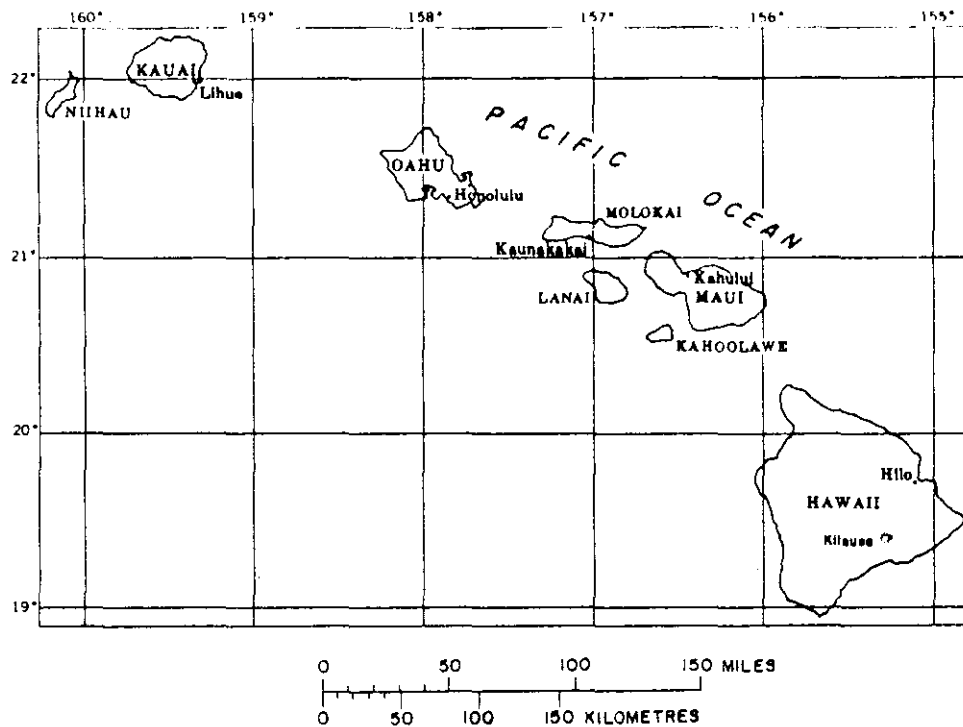 160° 159° 158° 157° 156° 155°
22°
KAUAI
Lihue
NIIHAU
PACIFIC OCEAN
OAHU
Honolulu
MOLOKAI
21°
Kaunakakai
Kahului
LANAI
MAUI
KAHOOLAWE
20°
Hilo
HAWAII
Kilauea
19°
0 50 100 150 MILES
0 50 100 150 KILOMETRES